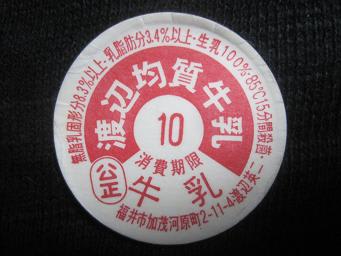 無脂乳固形分8.3%以上・乳脂肪分3.4%以上・生乳100%・85℃15分間殺菌・
渡辺均質牛乳
10
消費期限
公正
牛乳
福井市加茂河原町2-11-4・渡辺英二